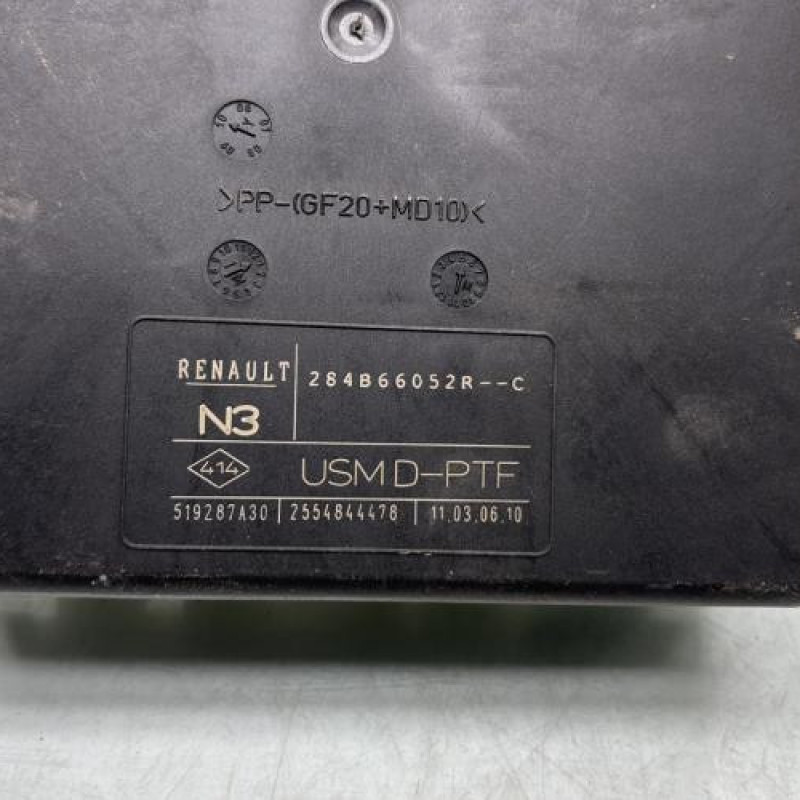 >PP-(GF20+MD10)<
RENAULT 284B66052R--C
N3
414 USM D-PTF
519287A30 2554844478 11.03.06.10